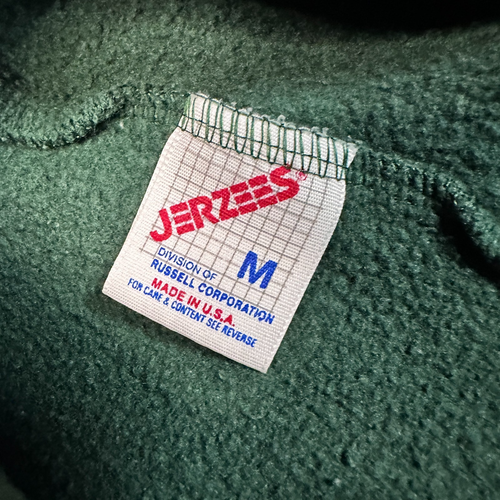 JERZEES®
DIVISION OF
RUSSELL CORPORATION
M
MADE IN U.S.A.
FOR CARE & CONTENT SEE REVERSE